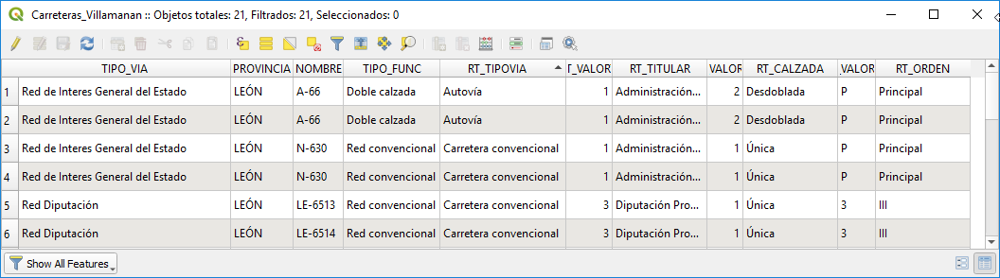 Carreteras_Villamanan :: Objetos totales: 21, Filtrados: 21, Seleccionados: 0
TIPO_VIA PROVINCIA NOMBRE TIPO_FUNC RT_TIPOVIA T_VALOR RT_TITULAR VALOR RT_CALZADA .VALOR RT_ORDEN
1 Red de Interes General del Estado LEÓN A-66 Doble calzada Autovía 1 Administración... 2 Desdoblada P Principal
2 Red de Interes General del Estado LEÓN A-66 Doble calzada Autovía 1 Administración... 2 Desdoblada P Principal
3 Red de Interes General del Estado LEÓN N-630 Red convencional Carretera convencional 1 Administración... 1 Única P Principal
4 Red de Interes General del Estado LEÓN N-630 Red convencional Carretera convencional 1 Administración... 1 Única P Principal
5 Red Diputación LEÓN LE-6513 Red convencional Carretera convencional 3 Diputación Pro... 1 Única 3 III
6 Red Diputación LEÓN LE-6514 Red convencional Carretera convencional 3 Diputación Pro... 1 Única 3 III
Show All Features